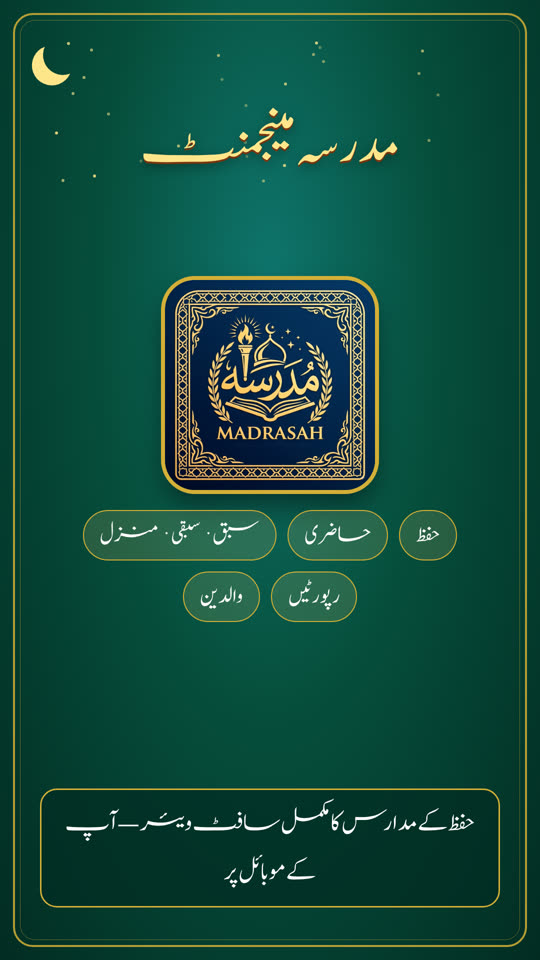 مدرسہ مینجمنٹ
مَدْرَسه
MADRASAH
حفظ
حاضری
سبق · سبقی · منزل
رپورٹیں
والدین
حفظ کے مدارس کا مکمل سافٹ ویئر — آپ
کے موبائل پر